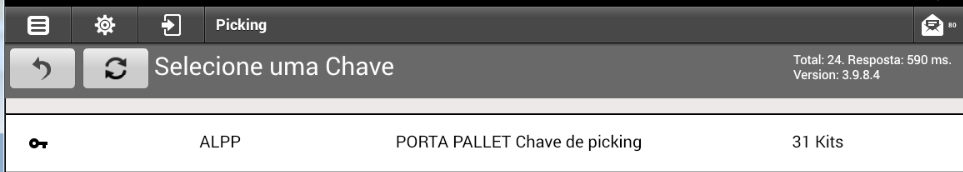 Picking
80
Selecione uma Chave
Total: 24. Resposta: 590 ms.
Version: 3.9.8.4
ALPP PORTA PALLET Chave de picking 31 Kits